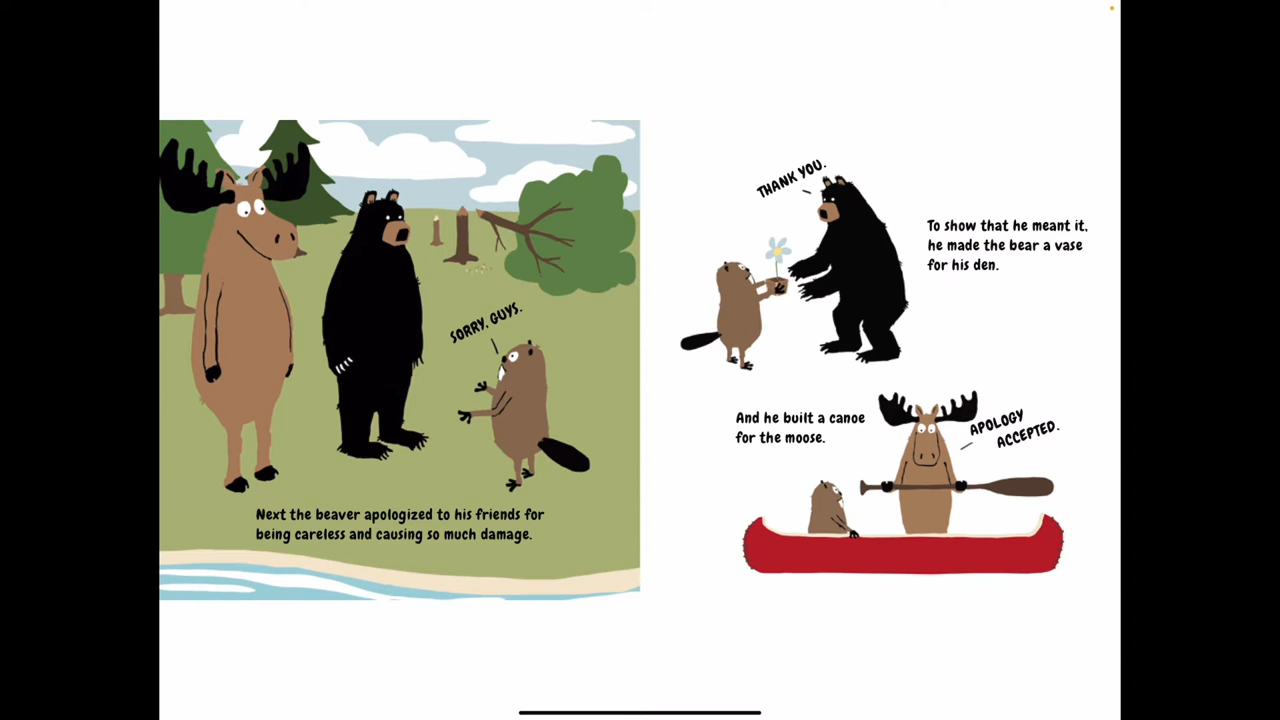 SORRY, GUYS.
Next the beaver apologized to his friends for
being careless and causing so much damage.
THANK YOU.
To show that he meant it,
he made the bear a vase
for his den.
And he built a canoe
for the moose.
APOLOGY
ACCEPTED.